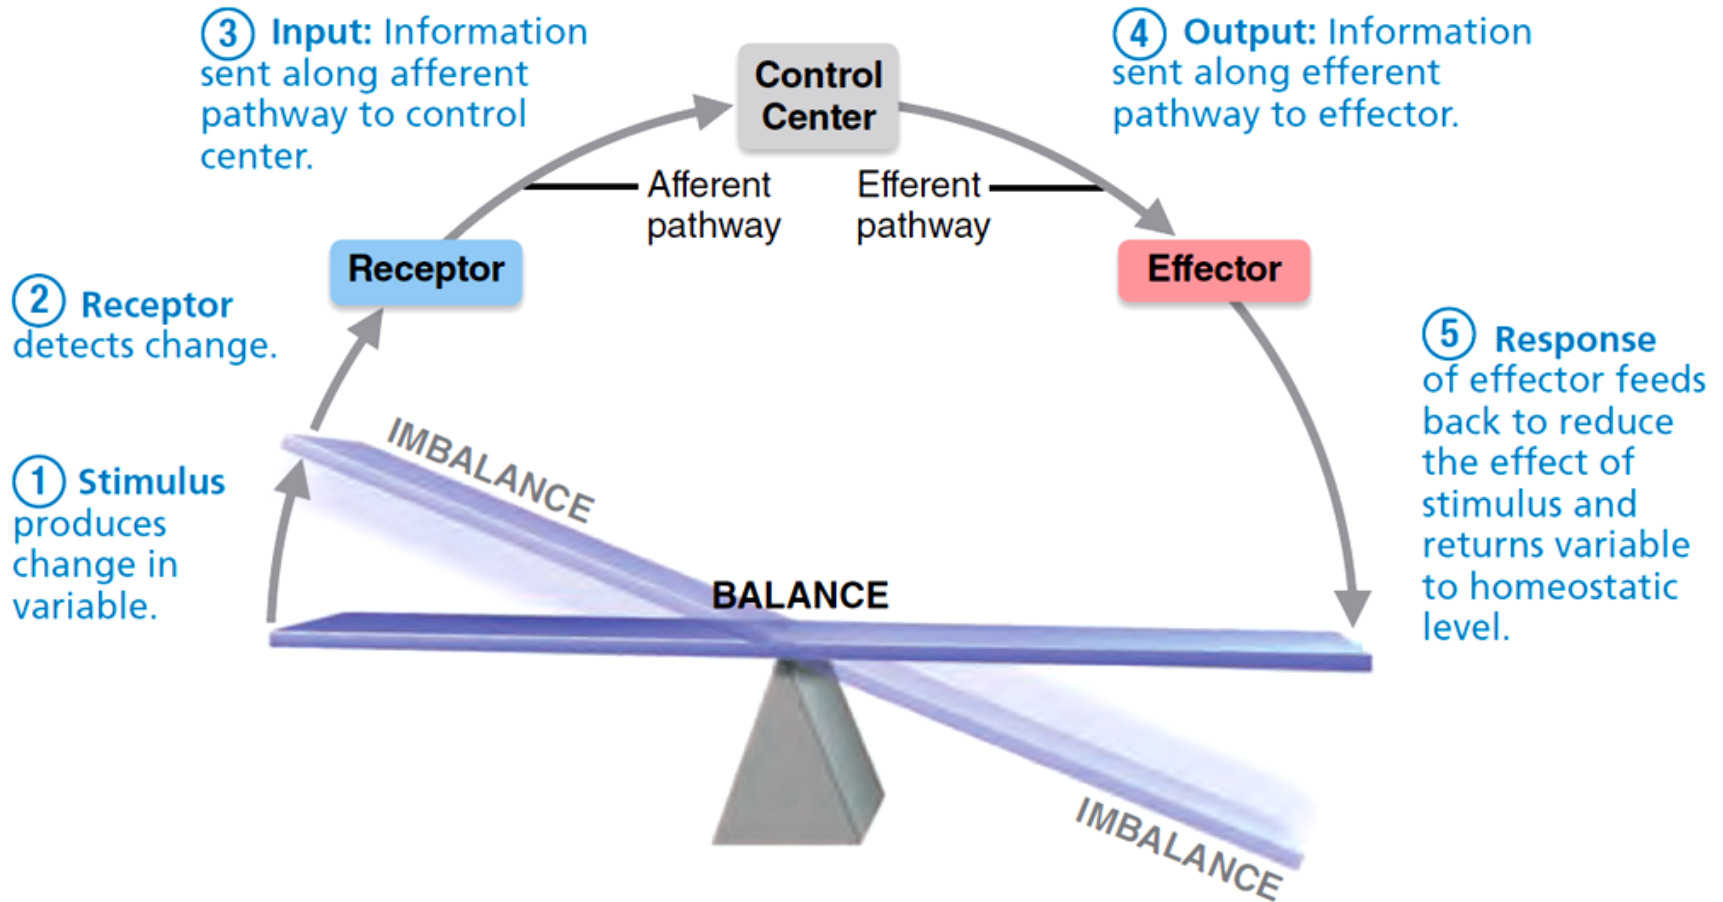 3 Input: Information
sent along afferent
pathway to control
center.
Control
Center
4 Output: Information
sent along efferent
pathway to effector.
Afferent
pathway
Efferent
pathway
Receptor
Effector
2 Receptor
detects change.
5 Response
of effector feeds
back to reduce
the effect of
stimulus and
returns variable
to homeostatic
level.
1 Stimulus
produces
change in
variable.
IMBALANCE
BALANCE
IMBALANCE